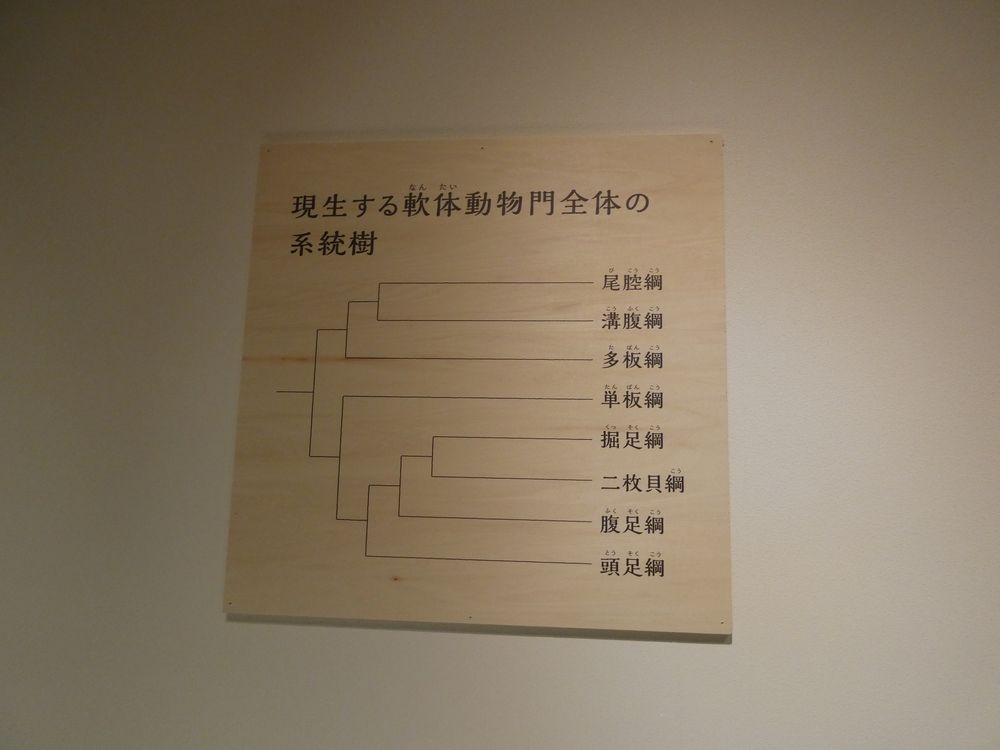 現生する軟体動物門全体の
系統樹
尾腔綱
溝腹綱
多板綱
単板綱
掘足綱
二枚貝綱
腹足綱
頭足綱